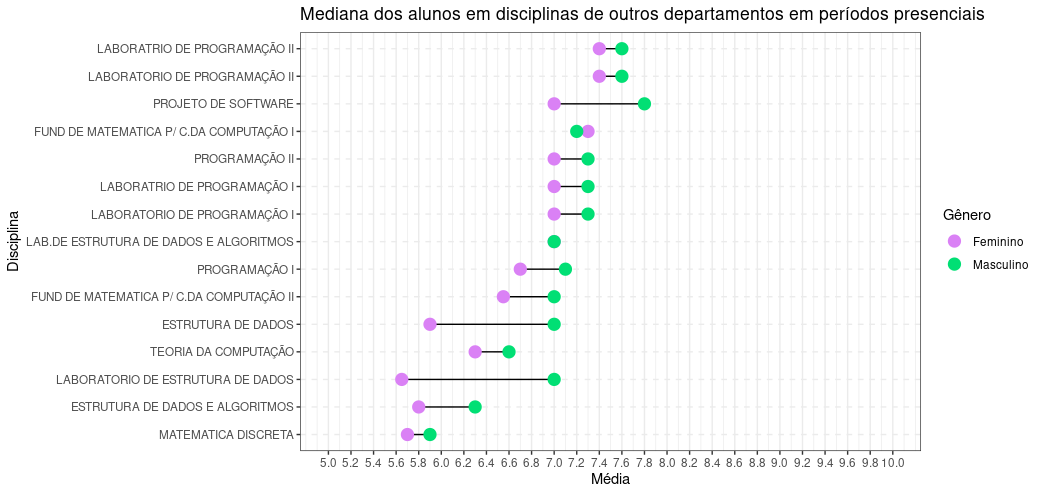 Mediana dos alunos em disciplinas de outros departamentos em períodos presenciais
Disciplina
LABORATRIO DE PROGRAMAÇÃO II
LABORATORIO DE PROGRAMAÇÃO II
PROJETO DE SOFTWARE
FUND DE MATEMATICA P/ C.DA COMPUTAÇÃO I
PROGRAMAÇÃO II
LABORATRIO DE PROGRAMAÇÃO I
LABORATORIO DE PROGRAMAÇÃO I
LAB.DE ESTRUTURA DE DADOS E ALGORITMOS
PROGRAMAÇÃO I
FUND DE MATEMATICA P/ C.DA COMPUTAÇÃO II
ESTRUTURA DE DADOS
TEORIA DA COMPUTAÇÃO
LABORATORIO DE ESTRUTURA DE DADOS
ESTRUTURA DE DADOS E ALGORITMOS
MATEMATICA DISCRETA
5.0 5.2 5.4 5.6 5.8 6.0 6.2 6.4 6.6 6.8 7.0 7.2 7.4 7.6 7.8 8.0 8.2 8.4 8.6 8.8 9.0 9.2 9.4 9.6 9.8 10.0
Média
Gênero
Feminino
Masculino